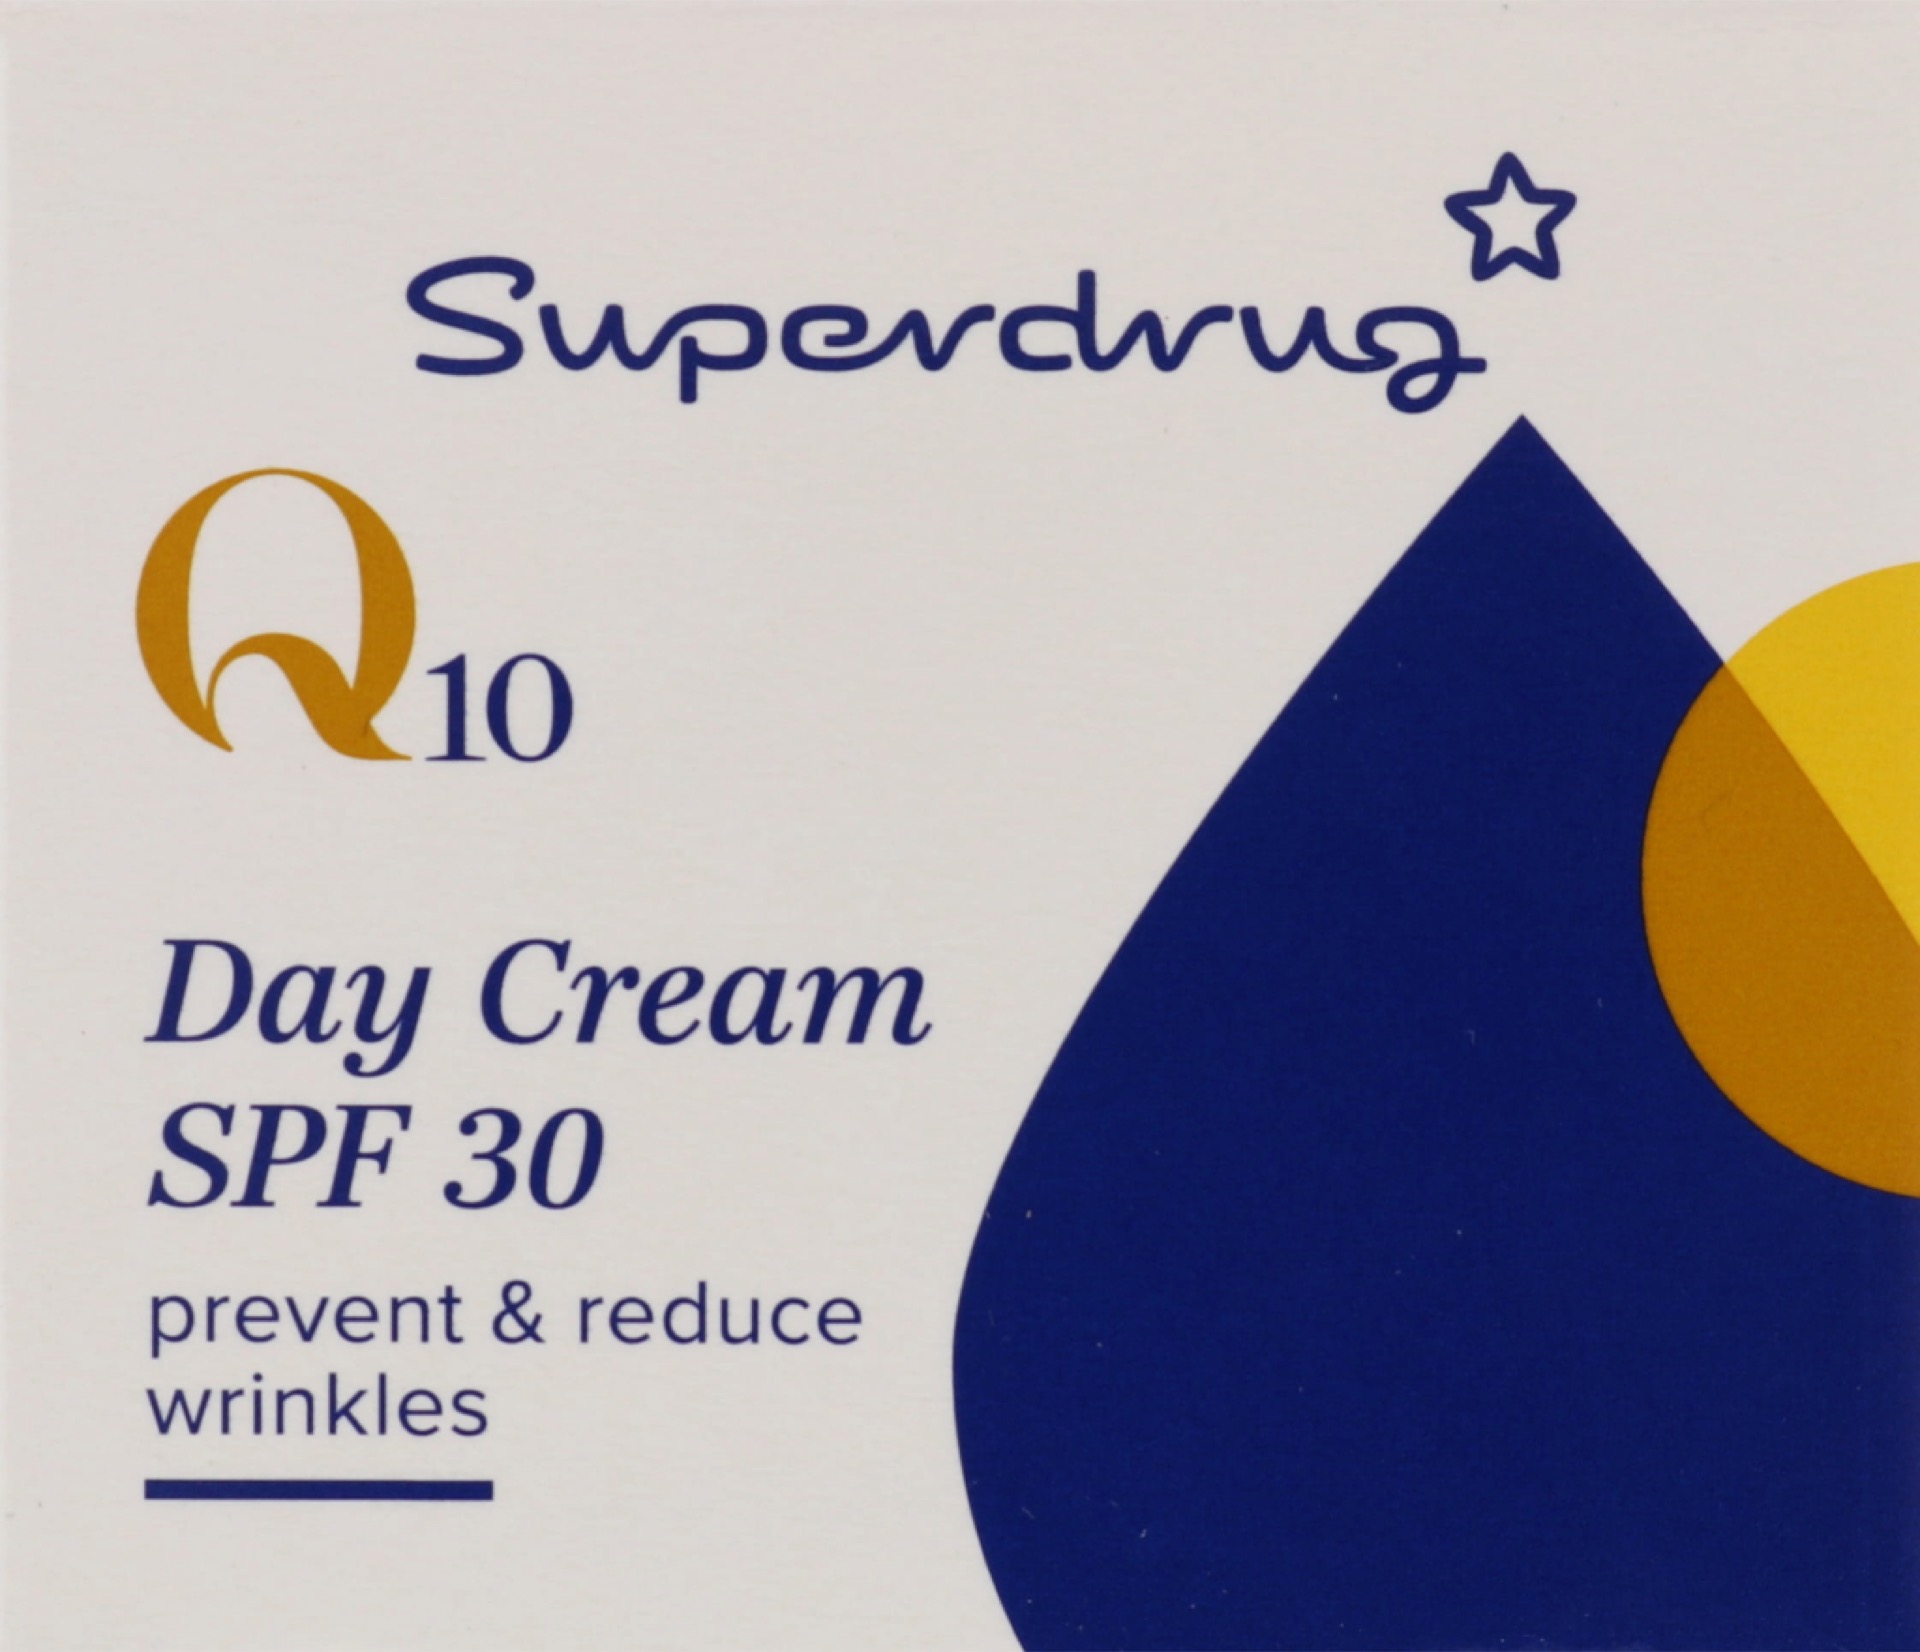 Superdrug
Q10
Day Cream
SPF 30
prevent & reduce
wrinkles